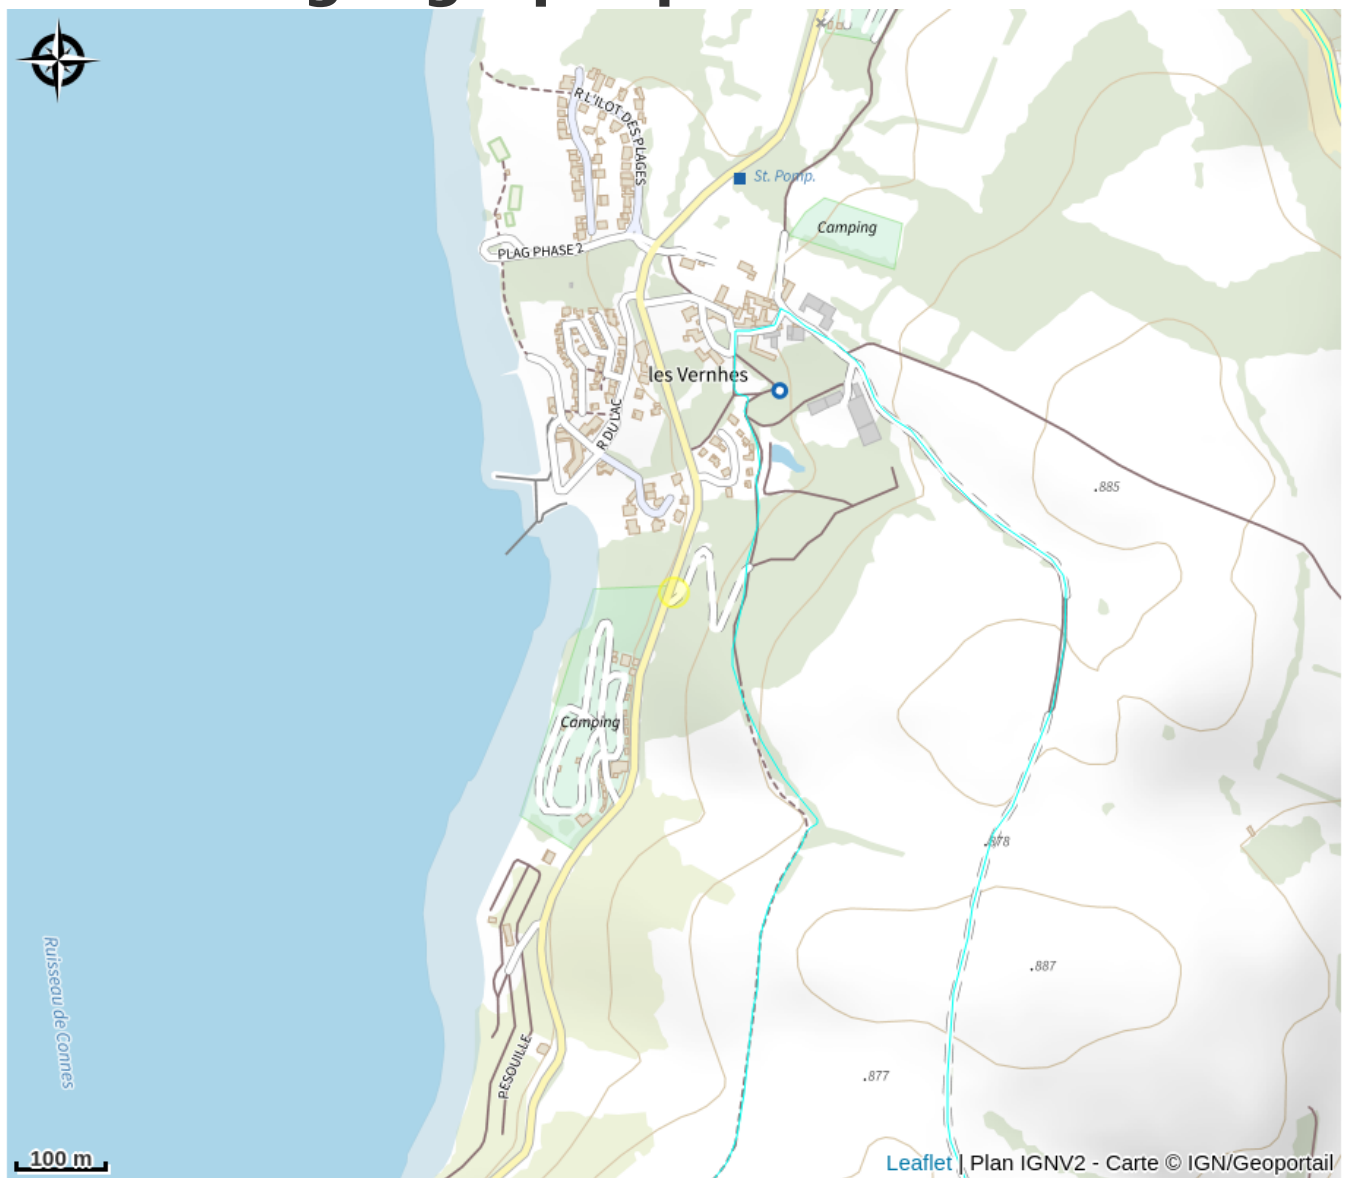 R L'ILOT DES PLAGES
St. Pomp.
Camping
PLAG PHASE 2
les Vernhes
R DU LAC
.885
Camping
.878
.887
Ruisseau de Connes
PESOUILLE
.877
100 m
Leaflet | Plan IGNV2 - Carte © IGN/Geoportail